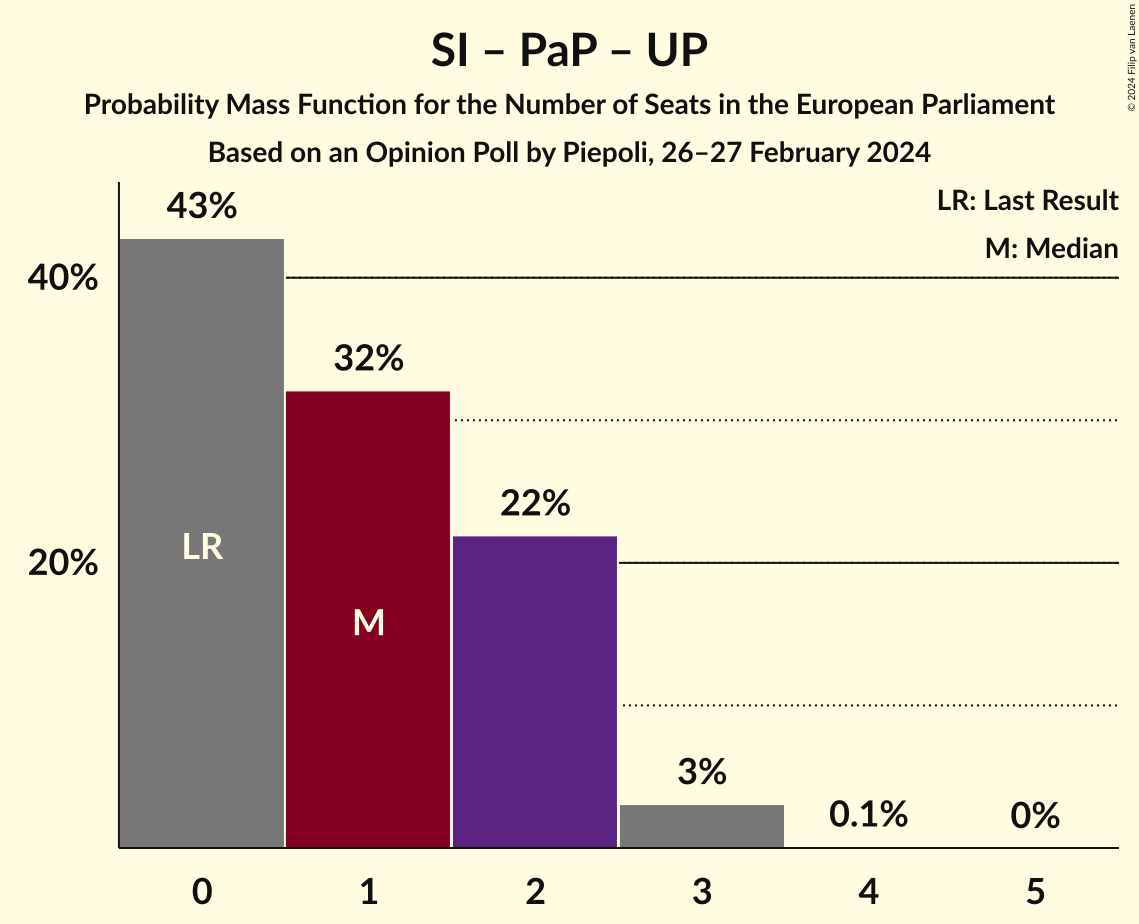 SI – PaP – UP
Probability Mass Function for the Number of Seats in the European Parliament
Based on an Opinion Poll by Piepoli, 26–27 February 2024
© 2024 Filip van Laenen
LR: Last Result
M: Median
43%
32%
22%
3%
0.1%
0%
40%
20%
LR
M
0 1 2 3 4 5